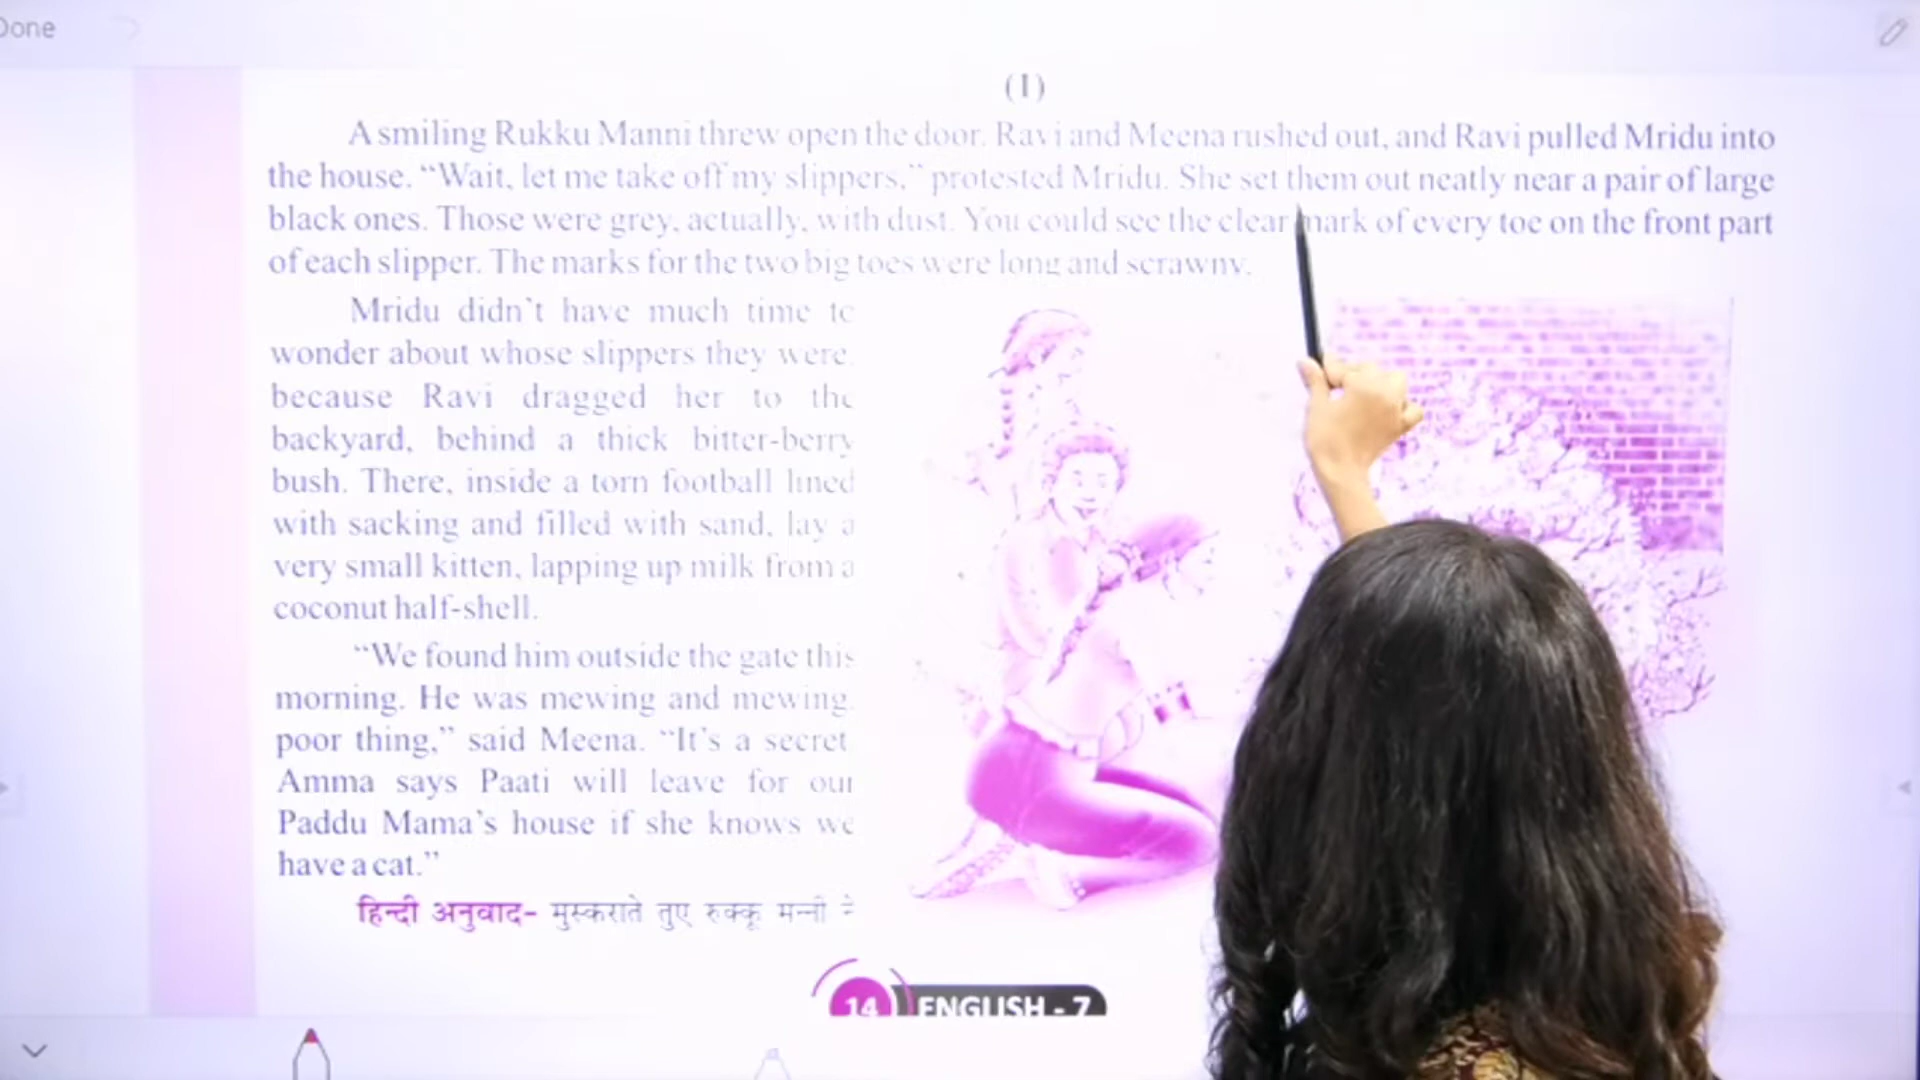 Done
(I)
A smiling Rukku Manni threw open the door. Ravi and Meena rushed out, and Ravi pulled Mridu into
the house. “Wait, let me take off my slippers,” protested Mridu. She set them out neatly near a pair of large
black ones. Those were grey, actually, with dust. You could see the clear mark of every toe on the front part
of each slipper. The marks for the two big toes were long and scrawny.
Mridu didn’t have much time to
wonder about whose slippers they were
because Ravi dragged her to the
backyard, behind a thick bitter-berry
bush. There, inside a torn football lined
with sacking and filled with sand, lay a
very small kitten, lapping up milk from a
coconut half-shell.
“We found him outside the gate this
morning. He was mewing and mewing
poor thing,” said Meena. “It’s a secret
Amma says Paati will leave for our
Paddu Mama’s house if she knows we
have a cat.”
हिन्दी अनुवाद- मुस्कराते तुए रुक्कू मन्नी ने
14 ENGLISH - 7